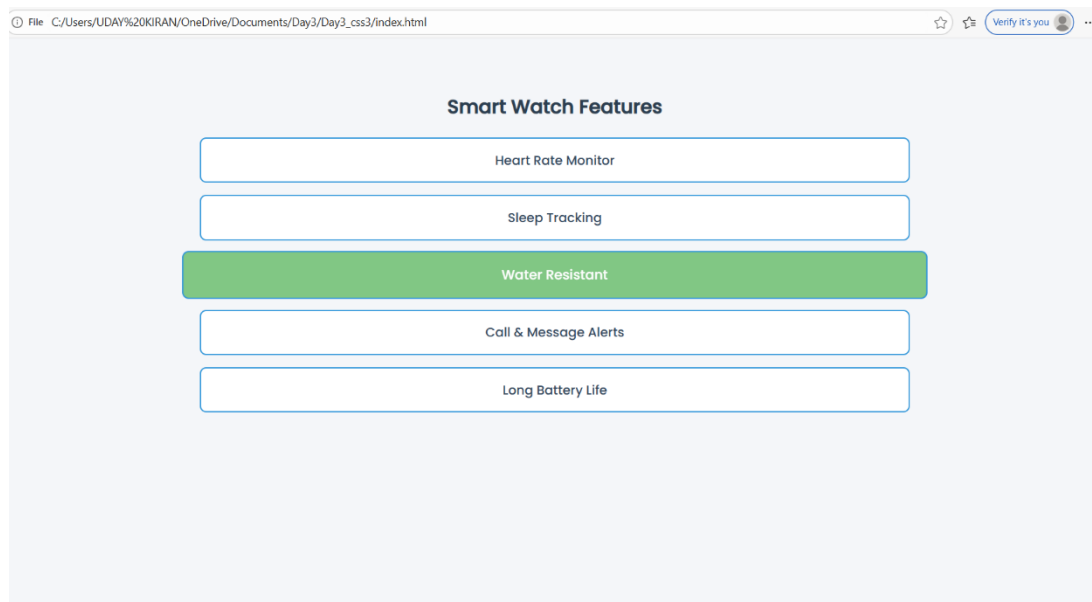 File C:/Users/UDAY%20KIRAN/OneDrive/Documents/Day3/Day3_css3/index.html Verify it's you
Smart Watch Features
Heart Rate Monitor
Sleep Tracking
Water Resistant
Call & Message Alerts
Long Battery Life